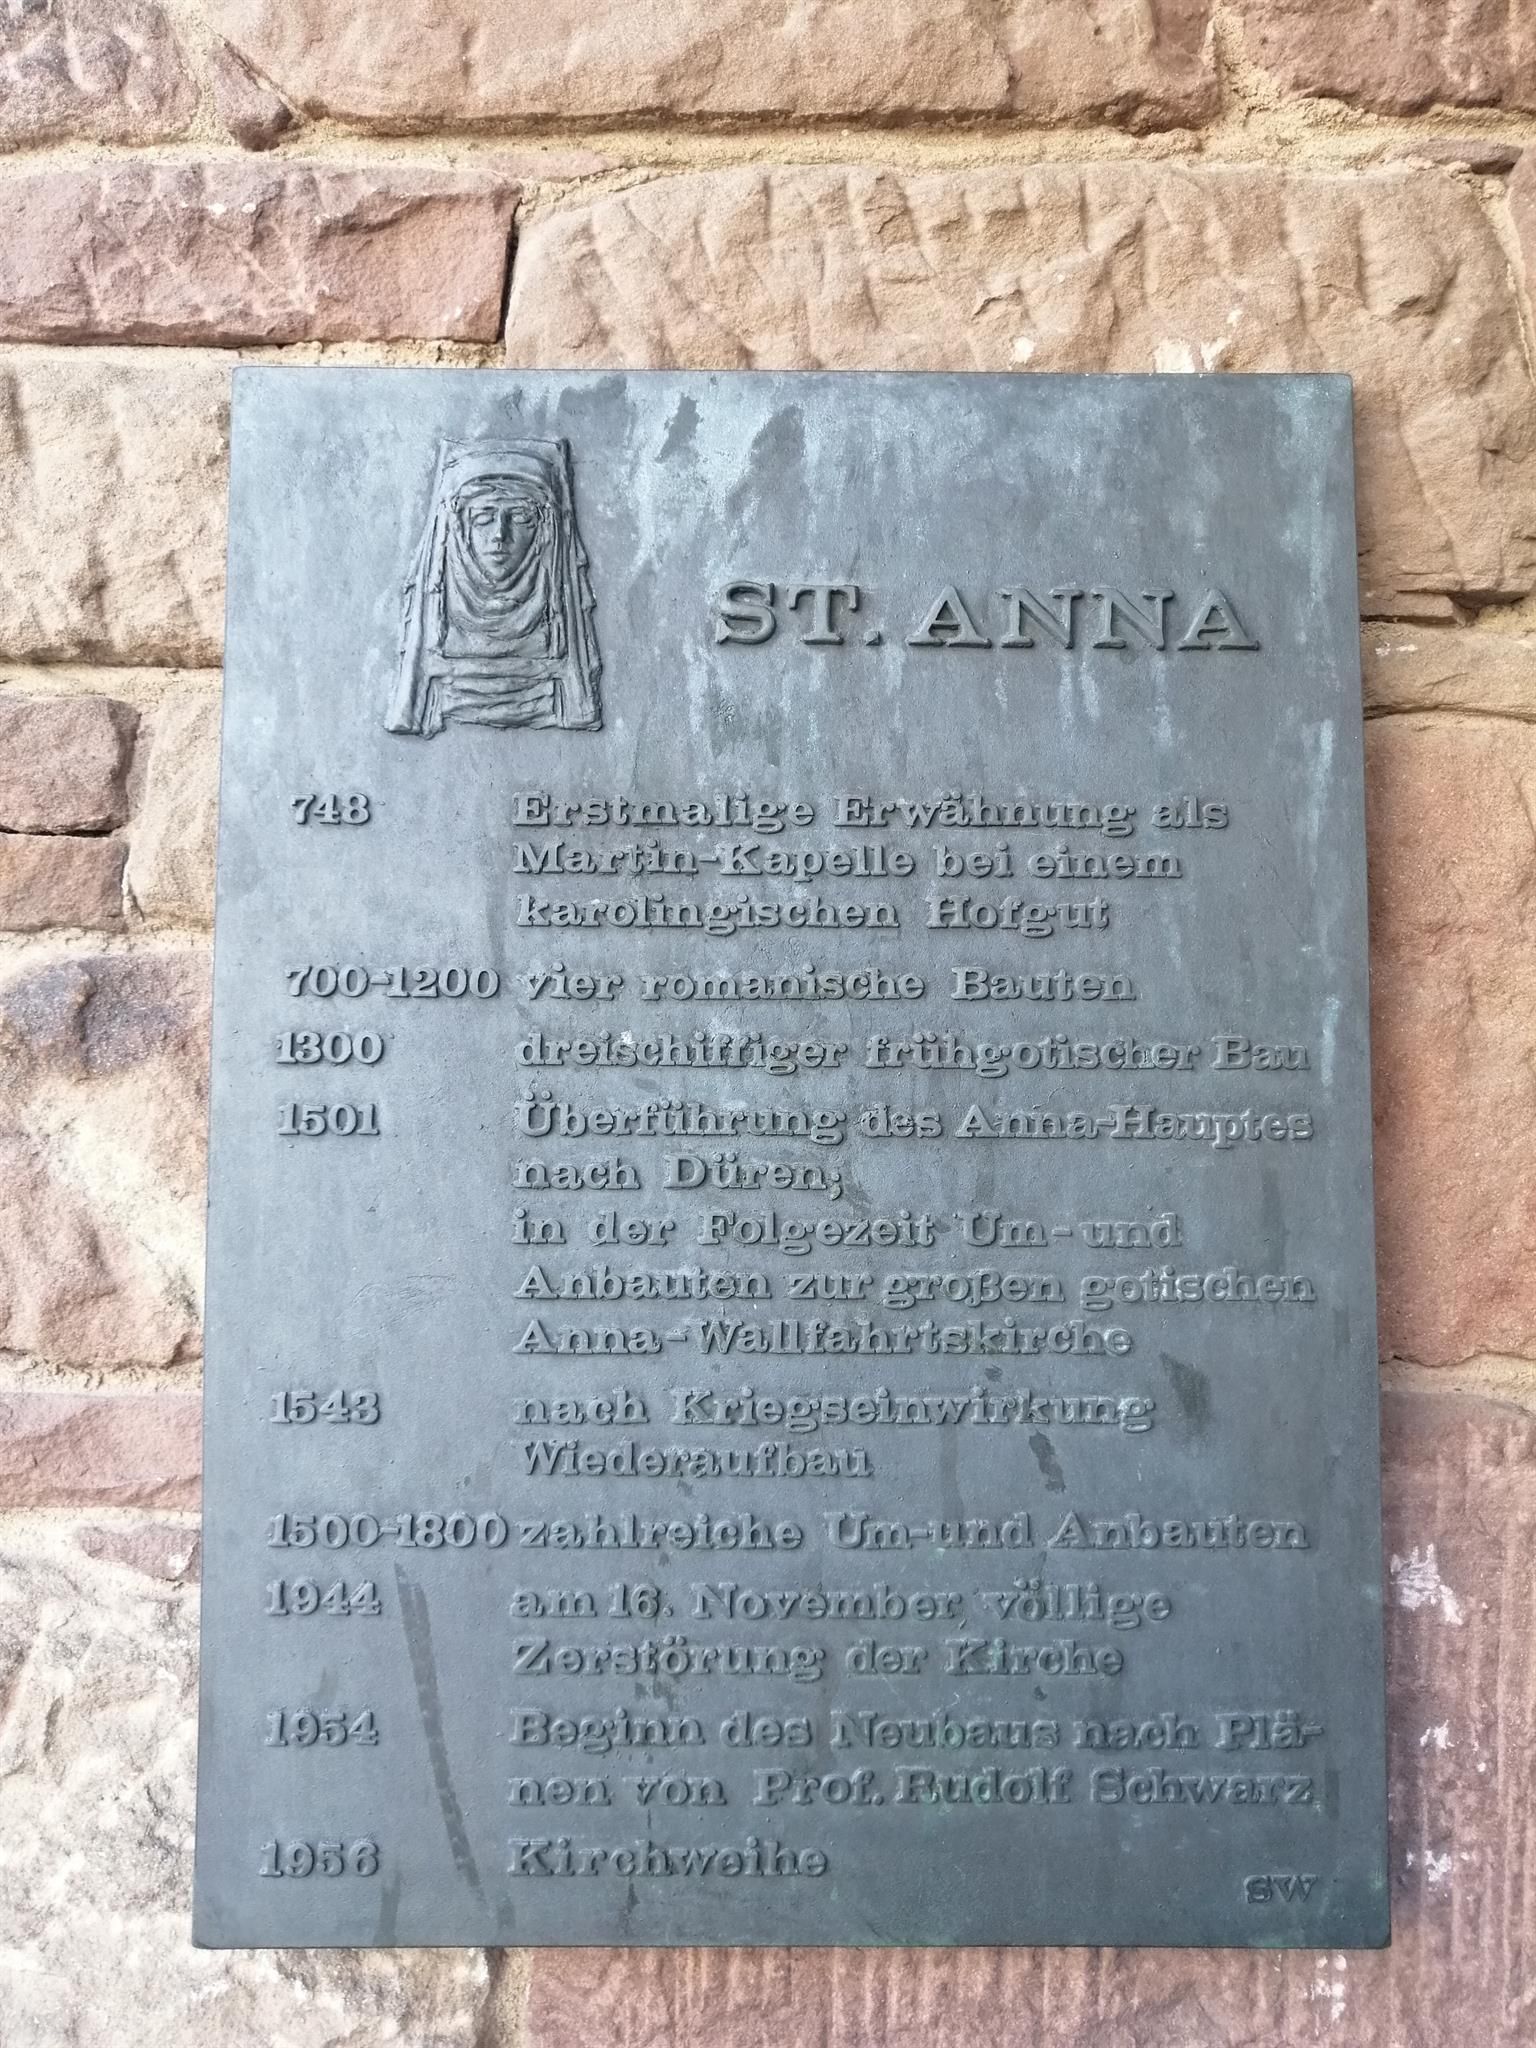 ST. ANNA
748 Erstmalige Erwähnung als
Martin-Kapelle bei einem
karolingischen Hofgut
700-1200 vier romanische Bauten
1300 dreischiffiger frühgotischer Bau
1501 Überführung des Anna-Hauptes
nach Düren;
in der Folgezeit Um- und
Anbauten zur großen gotischen
Anna-Wallfahrtskirche
1543 nach Kriegseinwirkung
Wiederaufbau
1500-1800 zahlreiche Um- und Anbauten
1944 am 16. November völlige
Zerstörung der Kirche
1954 Beginn des Neubaus nach Plä-
nen von Prof. Rudolf Schwarz
1956 Kirchweihe
SW